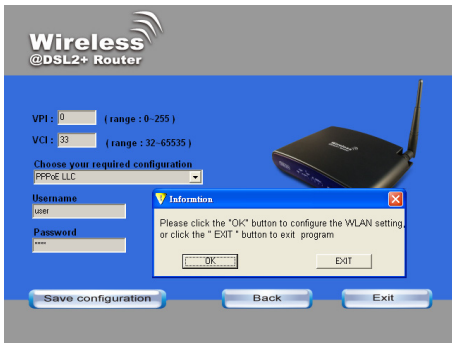 Wireless
@DSL2+ Router
VPI : 0 ( range : 0~255 )
VCI : 33 ( range : 32~65535 )
Choose your required configuration
PPPoE LLC
Username
user
Password
****
Informtion
Please click the "OK" button to configure the WLAN setting,
or click the " EXIT " button to exit program
OK EXIT
Save configuration Back Exit